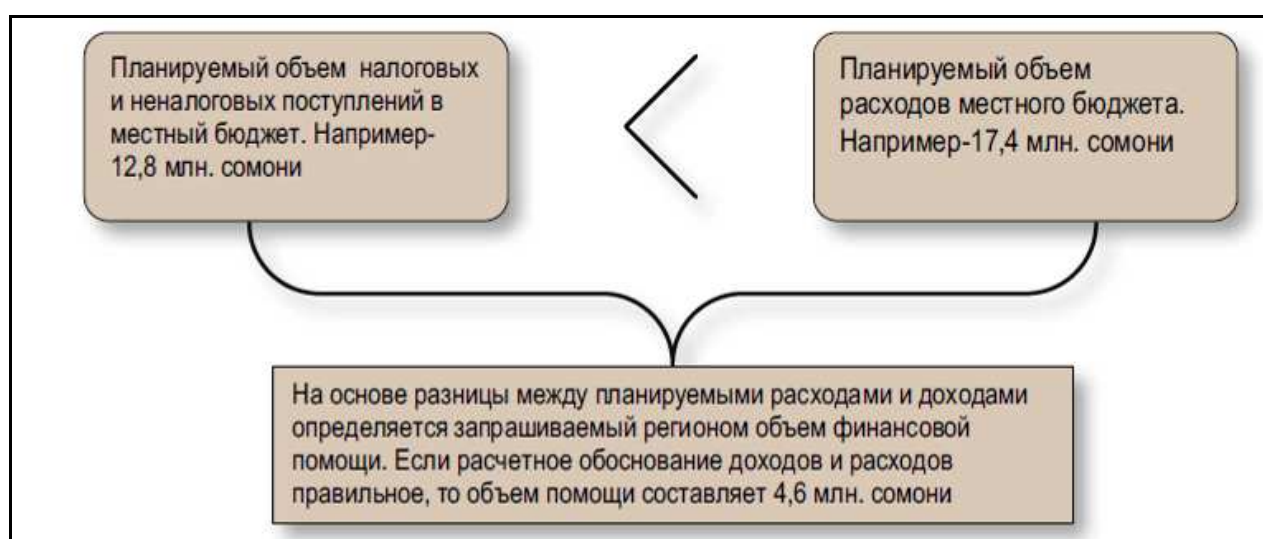 Планируемый объем налоговых
и неналоговых поступлений в
местный бюджет. Например-
12,8 млн. сомони
Планируемый объем
расходов местного бюджета.
Например-17,4 млн. сомони
На основе разницы между планируемыми расходами и доходами
определяется запрашиваемый регионом объем финансовой
помощи. Если расчетное обоснование доходов и расходов
правильное, то объем помощи составляет 4,6 млн. сомони